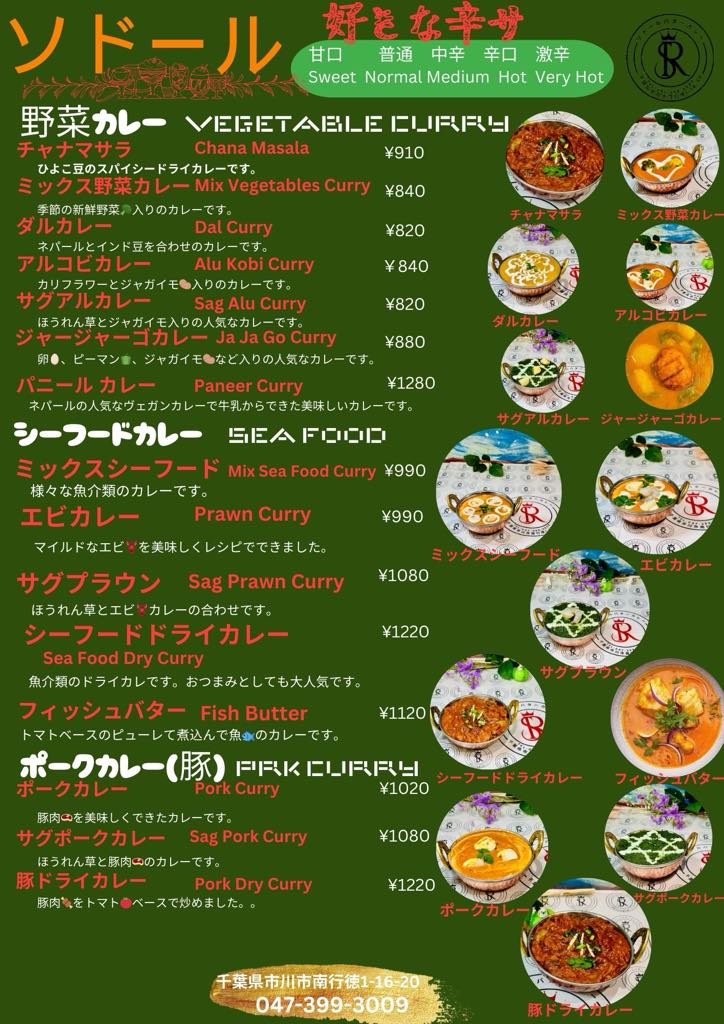 ソドール
好きな辛サ
甘口 普通 中辛 辛口 激辛
Sweet Normal Medium Hot Very Hot
SR
野菜カレー VEGETABLE CURRY
チャナマサラ Chana Masala ¥910
ひよこ豆のスパイシードライカレーです。
ミックス野菜カレー Mix Vegetables Curry ¥840
季節の新鮮野菜🥦入りのカレーです。
ダルカレー Dal Curry ¥820
ネパールとインド豆を合わせのカレーです。
アルコビカレー Alu Kobi Curry ¥840
カリフラワーとジャガイモ🥔入りのカレーです。
サグアルカレー Sag Alu Curry ¥820
ほうれん草とジャガイモ入りの人気なカレーです。
ジャージャーゴカレー Ja Ja Go Curry ¥880
卵🥚、ピーマン🫑、ジャガイモ🥔など入りの人気なカレーです。
パニール カレー Paneer Curry ¥1280
ネパールの人気なヴェガンカレーで牛乳からできた美味しいカレーです。
チャナマサラ ミックス野菜カレー
ダルカレー アルコビカレー
サグアルカレー ジャージャーゴカレー
シーフードカレー SEA FOOD
ミックスシーフード Mix Sea Food Curry ¥990
様々な魚介類のカレーです。
エビカレー Prawn Curry ¥990
マイルドなエビ🦞を美味しくレシピでできました。
サグプラウン Sag Prawn Curry ¥1080
ほうれん草とエビ🦞カレーの合わせです。
シーフードドライカレー ¥1220
Sea Food Dry Curry
魚介類のドライカレです。おつまみとしても大人気です。
フィッシュバター Fish Butter ¥1120
トマトベースのピューレて煮込んで魚🐟のカレーです。
ミックスシーフード エビカレー
サグプラウン
シーフードドライカレー フィッシュバター
ポークカレー(豚) PRK CURRY
ポークカレー Pork Curry ¥1020
豚肉🥩を美味しくできたカレーです。
サグポークカレー Sag Pork Curry ¥1080
ほうれん草と豚肉🥩のカレーです。
豚ドライカレー Pork Dry Curry ¥1220
豚肉🍖をトマト🍅ベースで炒めました。。
ポークカレー サグポークカレー
豚ドライカレー
千葉県市川市南行徳1-16-20
047-399-3009